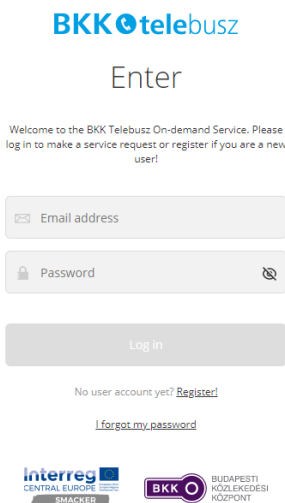 BKK telebusz
Enter
Welcome to the BKK Telebusz On-demand Service. Please
log in to make a service request or register if you are a new
user!
Email address
Password
Log in
No user account yet? Register!
I forgot my password
Interreg
CENTRAL EUROPE
SMACKER
BKK
BUDAPESTI
KÖZLEKEDÉSI
KÖZPONT